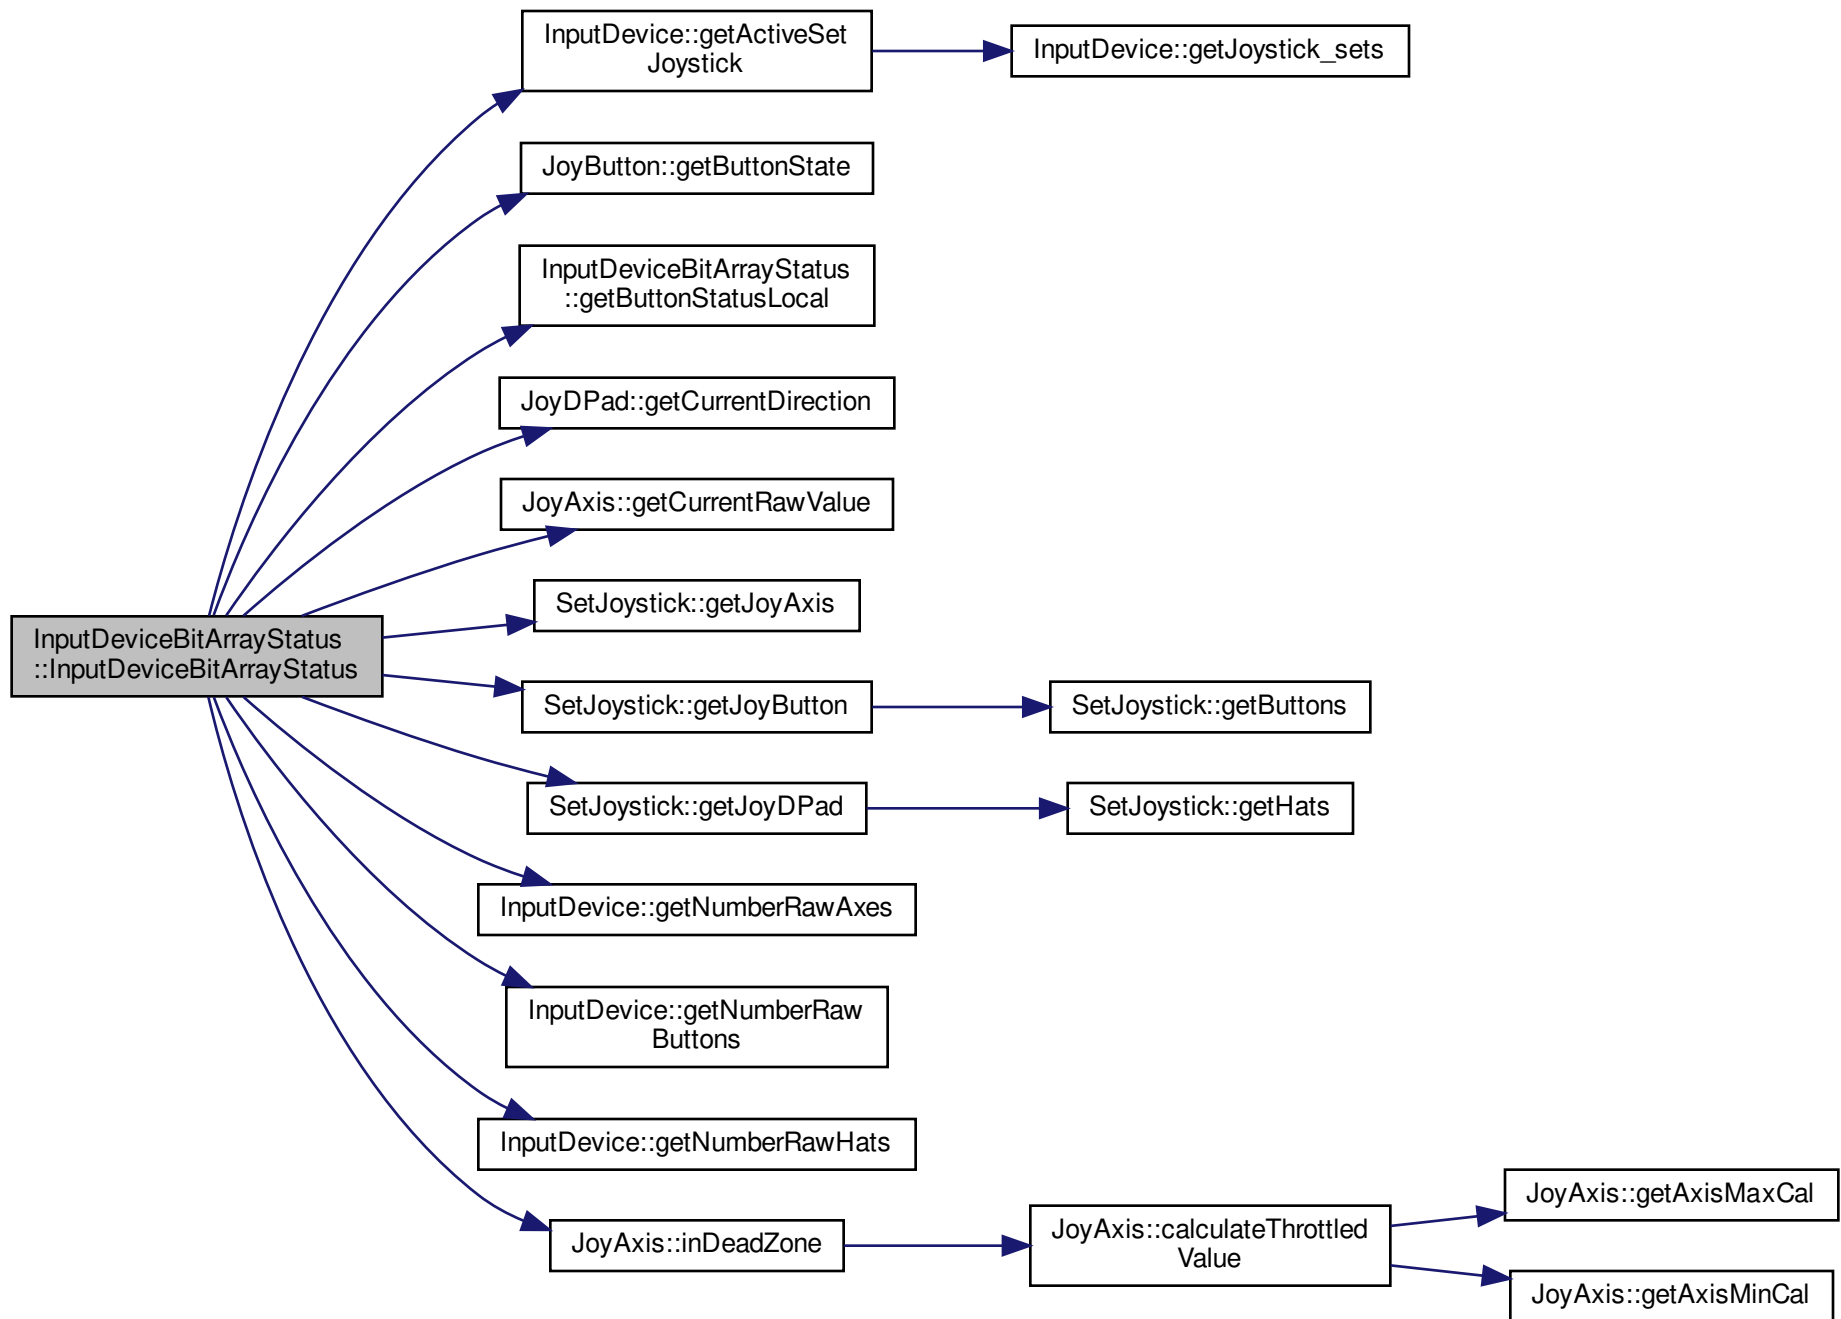 InputDevice::getActiveSet
Joystick
InputDevice::getJoystick_sets
JoyButton::getButtonState
InputDeviceBitArrayStatus
::getButtonStatusLocal
JoyDPad::getCurrentDirection
JoyAxis::getCurrentRawValue
SetJoystick::getJoyAxis
InputDeviceBitArrayStatus
::InputDeviceBitArrayStatus
SetJoystick::getJoyButton
SetJoystick::getButtons
SetJoystick::getJoyDPad
SetJoystick::getHats
InputDevice::getNumberRawAxes
InputDevice::getNumberRaw
Buttons
InputDevice::getNumberRawHats
JoyAxis::inDeadZone
JoyAxis::calculateThrottled
Value
JoyAxis::getAxisMaxCal
JoyAxis::getAxisMinCal